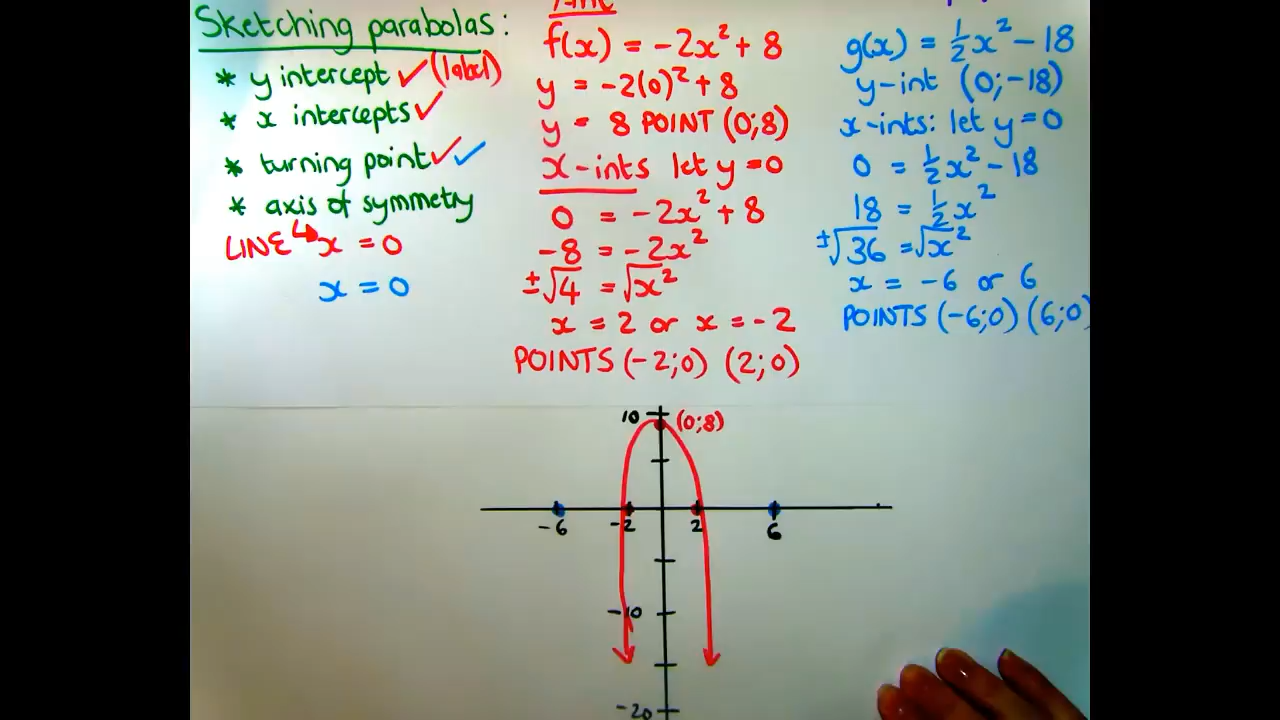 Sketching parabolas:
* y intercept ✓ (label)
* x intercepts ✓
* turning point ✓ ✓
* axis of symmetry
LINE ↳ x = 0
x = 0
f(x) = -2x² + 8
y = -2(0)² + 8
y = 8 POINT (0;8)
x-ints let y = 0
0 = -2x² + 8
-8 = -2x²
±√4 = √x²
x = 2 or x = -2
POINTS (-2;0) (2;0)
g(x) = ½x² - 18
y-int (0;-18)
x-ints: let y = 0
0 = ½x² - 18
18 = ½x²
±√36 = √x²
x = -6 or 6
POINTS (-6;0) (6;0)
10 (0;8)
-6 -2 2 6
-10
-20